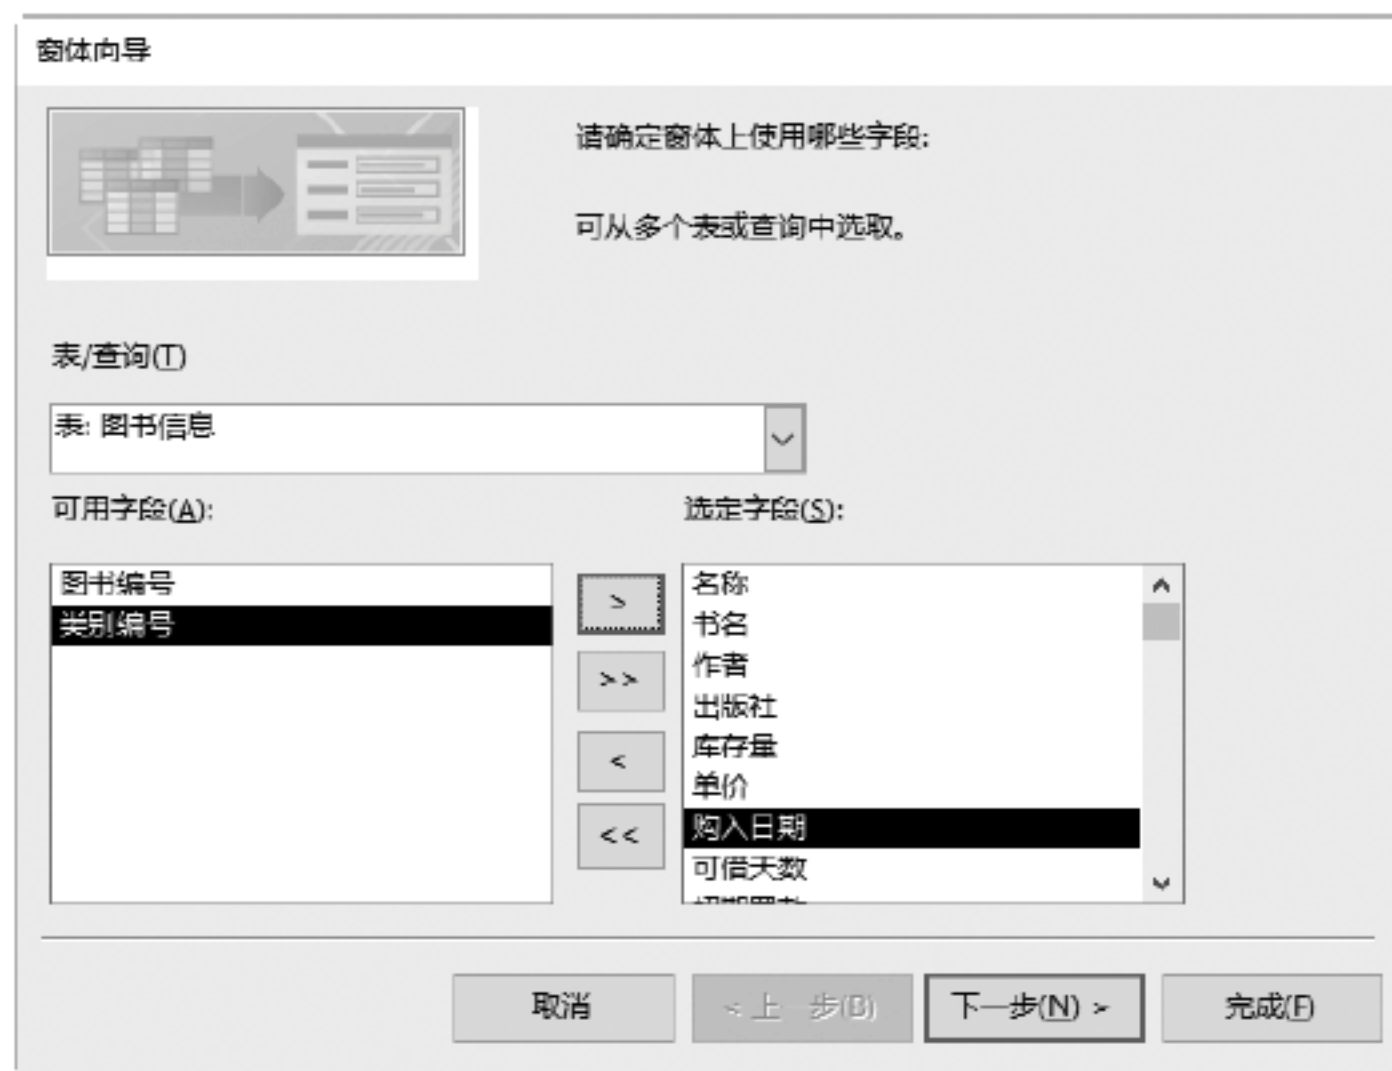 窗体向导
请确定窗体上使用哪些字段:
可从多个表或查询中选取。
表/查询(T)
表: 图书信息
可用字段(A):
选定字段(S):
图书编号
类别编号
>
>>
<
<<
名称
书名
作者
出版社
库存量
单价
购入日期
可借天数
取消
< 上一步(B)
下一步(N) >
完成(F)